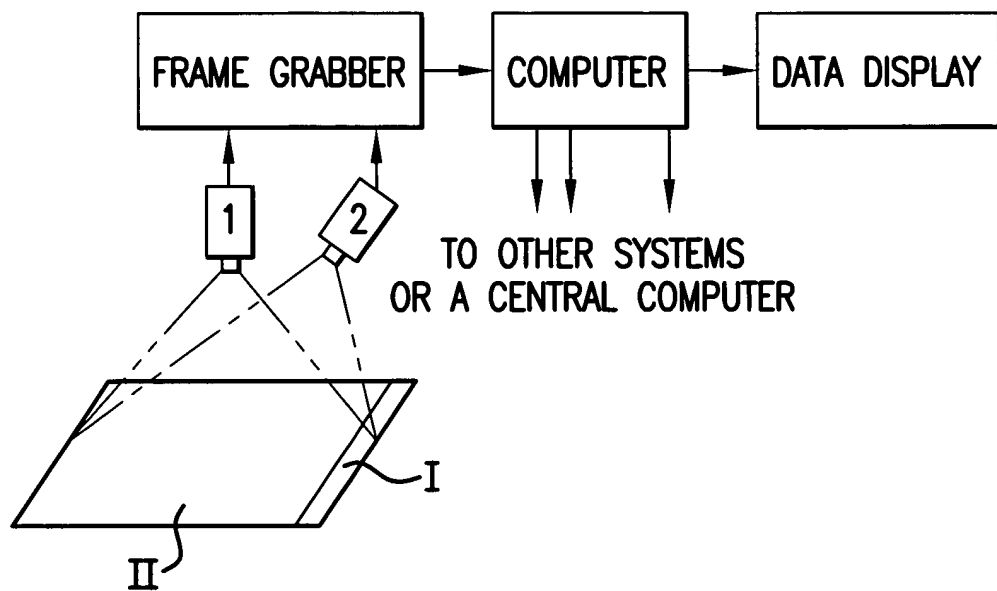 FRAME GRABBER
COMPUTER
DATA DISPLAY
1
2
TO OTHER SYSTEMS
OR A CENTRAL COMPUTER
I
II